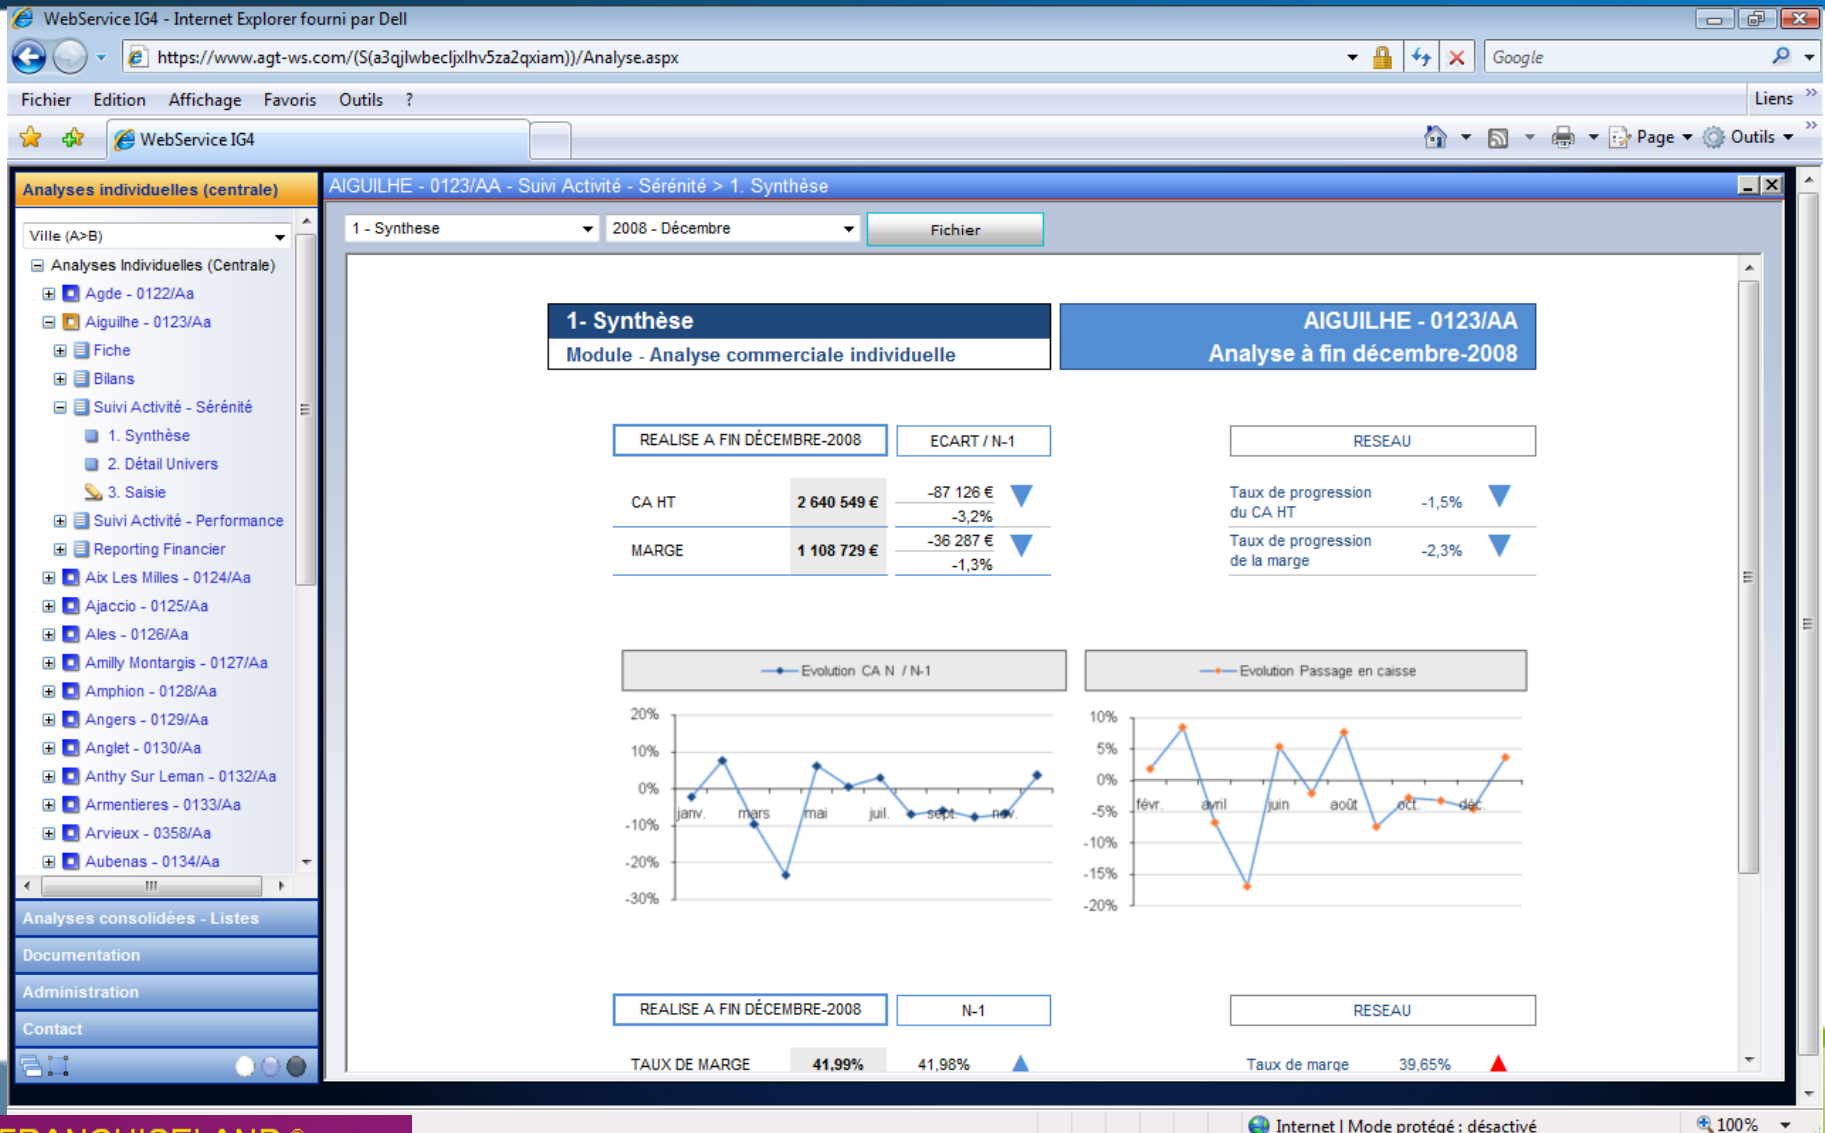 WebService IG4 - Internet Explorer fourni par Dell
https://www.agt-ws.com/(S(a3qjlwbecljxlhv5za2qxiam))/Analyse.aspx
Google
Fichier Edition Affichage Favoris Outils ?
Liens
WebService IG4
Page Outils
Analyses individuelles (centrale)
Ville (A>B)
Analyses Individuelles (Centrale)
Agde - 0122/Aa
Aiguilhe - 0123/Aa
Fiche
Bilans
Suivi Activité - Sérénité
1. Synthèse
2. Détail Univers
3. Saisie
Suivi Activité - Performance
Reporting Financier
Aix Les Milles - 0124/Aa
Ajaccio - 0125/Aa
Ales - 0126/Aa
Amilly Montargis - 0127/Aa
Amphion - 0128/Aa
Angers - 0129/Aa
Anglet - 0130/Aa
Anthy Sur Leman - 0132/Aa
Armentieres - 0133/Aa
Arvieux - 0358/Aa
Aubenas - 0134/Aa
Analyses consolidées - Listes
Documentation
Administration
Contact
AIGUILHE - 0123/AA - Suivi Activité - Sérénité > 1. Synthèse
1 - Synthese
2008 - Décembre
Fichier
1- Synthèse
Module - Analyse commerciale individuelle
AIGUILHE - 0123/AA
Analyse à fin décembre-2008
REALISE A FIN DÉCEMBRE-2008 ECART / N-1 RESEAU
CA HT 2 640 549 € -87 126 €
-3,2%
Taux de progression
du CA HT -1,5%
MARGE 1 108 729 € -36 287 €
-1,3%
Taux de progression
de la marge -2,3%
Evolution CA N / N-1
20%
10%
0%
-10%
-20%
-30%
janv. mars mai juil. sept. nov.
Evolution Passage en caisse
10%
5%
0%
-5%
-10%
-15%
-20%
févr. avril juin août oct. déc.
REALISE A FIN DÉCEMBRE-2008 N-1 RESEAU
TAUX DE MARGE 41,99% 41,98% Taux de marge 39,65%
Internet | Mode protégé : désactivé
100%
FRANCHISELAND ©